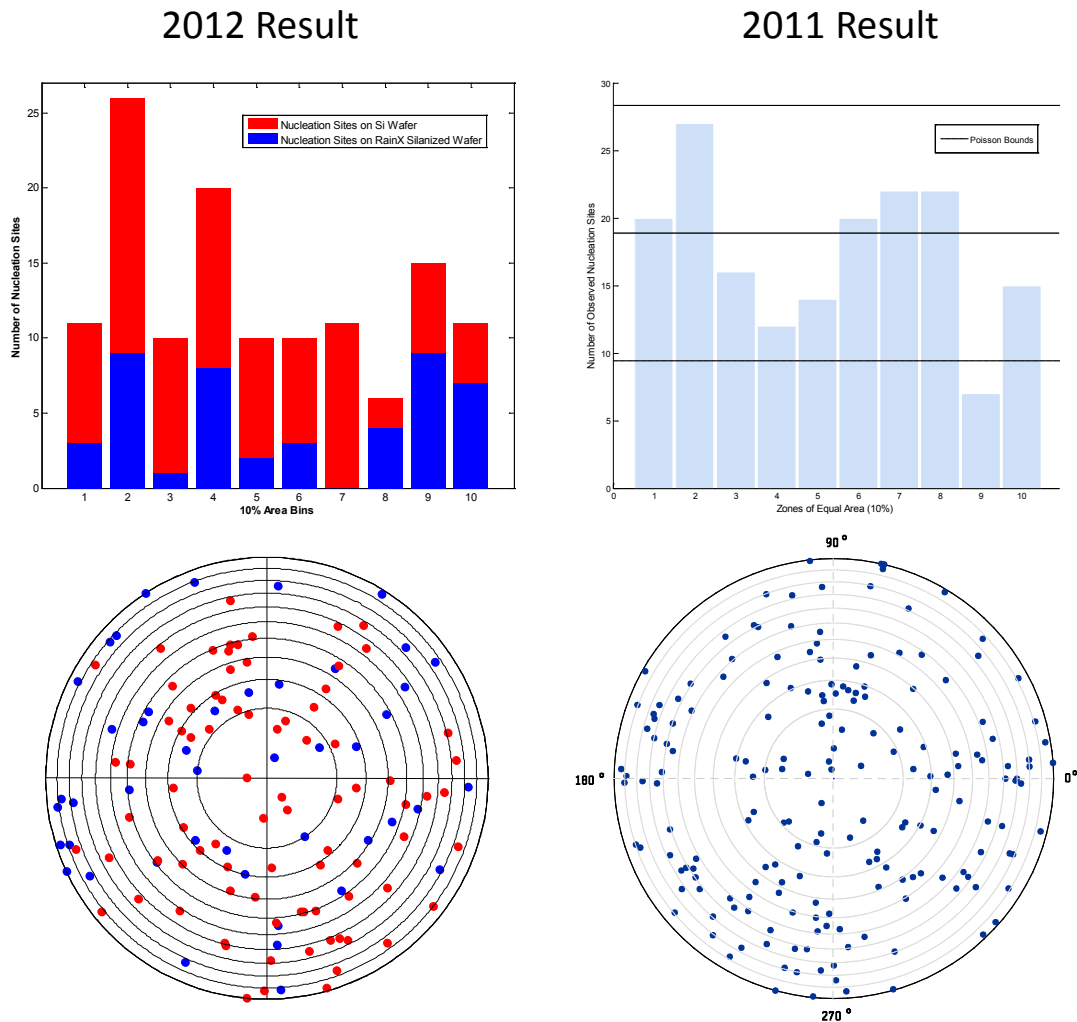 2012 Result
2011 Result
Number of Nucleation Sites
25
20
15
10
5
0
Nucleation Sites on Si Wafer
Nucleation Sites on RainX Silanized Wafer
1 2 3 4 5 6 7 8 9 10
10% Area Bins
Number of Observed Nucleation Sites
30
25
20
15
10
5
0
Poisson Bounds
0 1 2 3 4 5 6 7 8 9 10
Zones of Equal Area (10%)
90 °
180 °
0 °
270 °